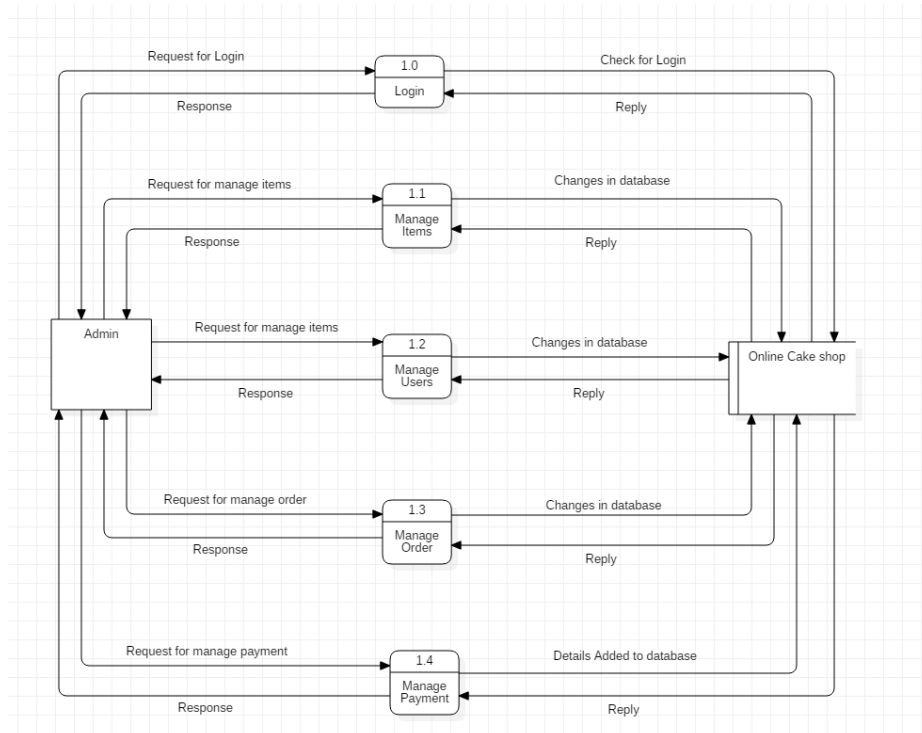 Request for Login
1.0
Check for Login
Login
Response
Reply
Request for manage items
1.1
Changes in database
Manage
Items
Response
Reply
Admin
Request for manage items
1.2
Changes in database
Online Cake shop
Manage
Users
Response
Reply
Request for manage order
1.3
Changes in database
Manage
Order
Response
Reply
Request for manage payment
1.4
Details Added to database
Manage
Payment
Response
Reply